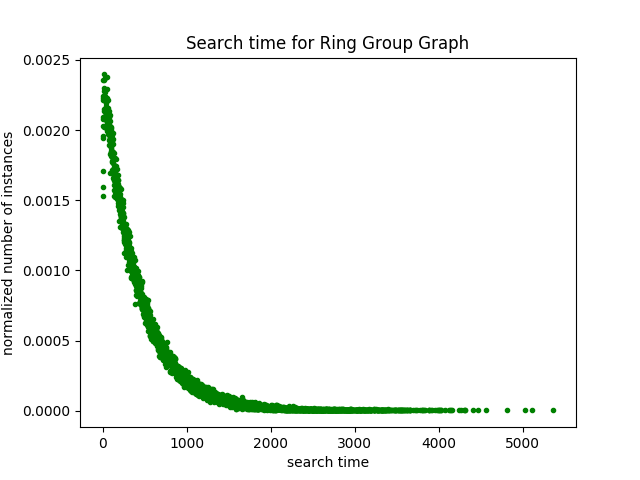 Search time for Ring Group Graph
normalized number of instances
0.0025
0.0020
0.0015
0.0010
0.0005
0.0000
0 1000 2000 3000 4000 5000
search time